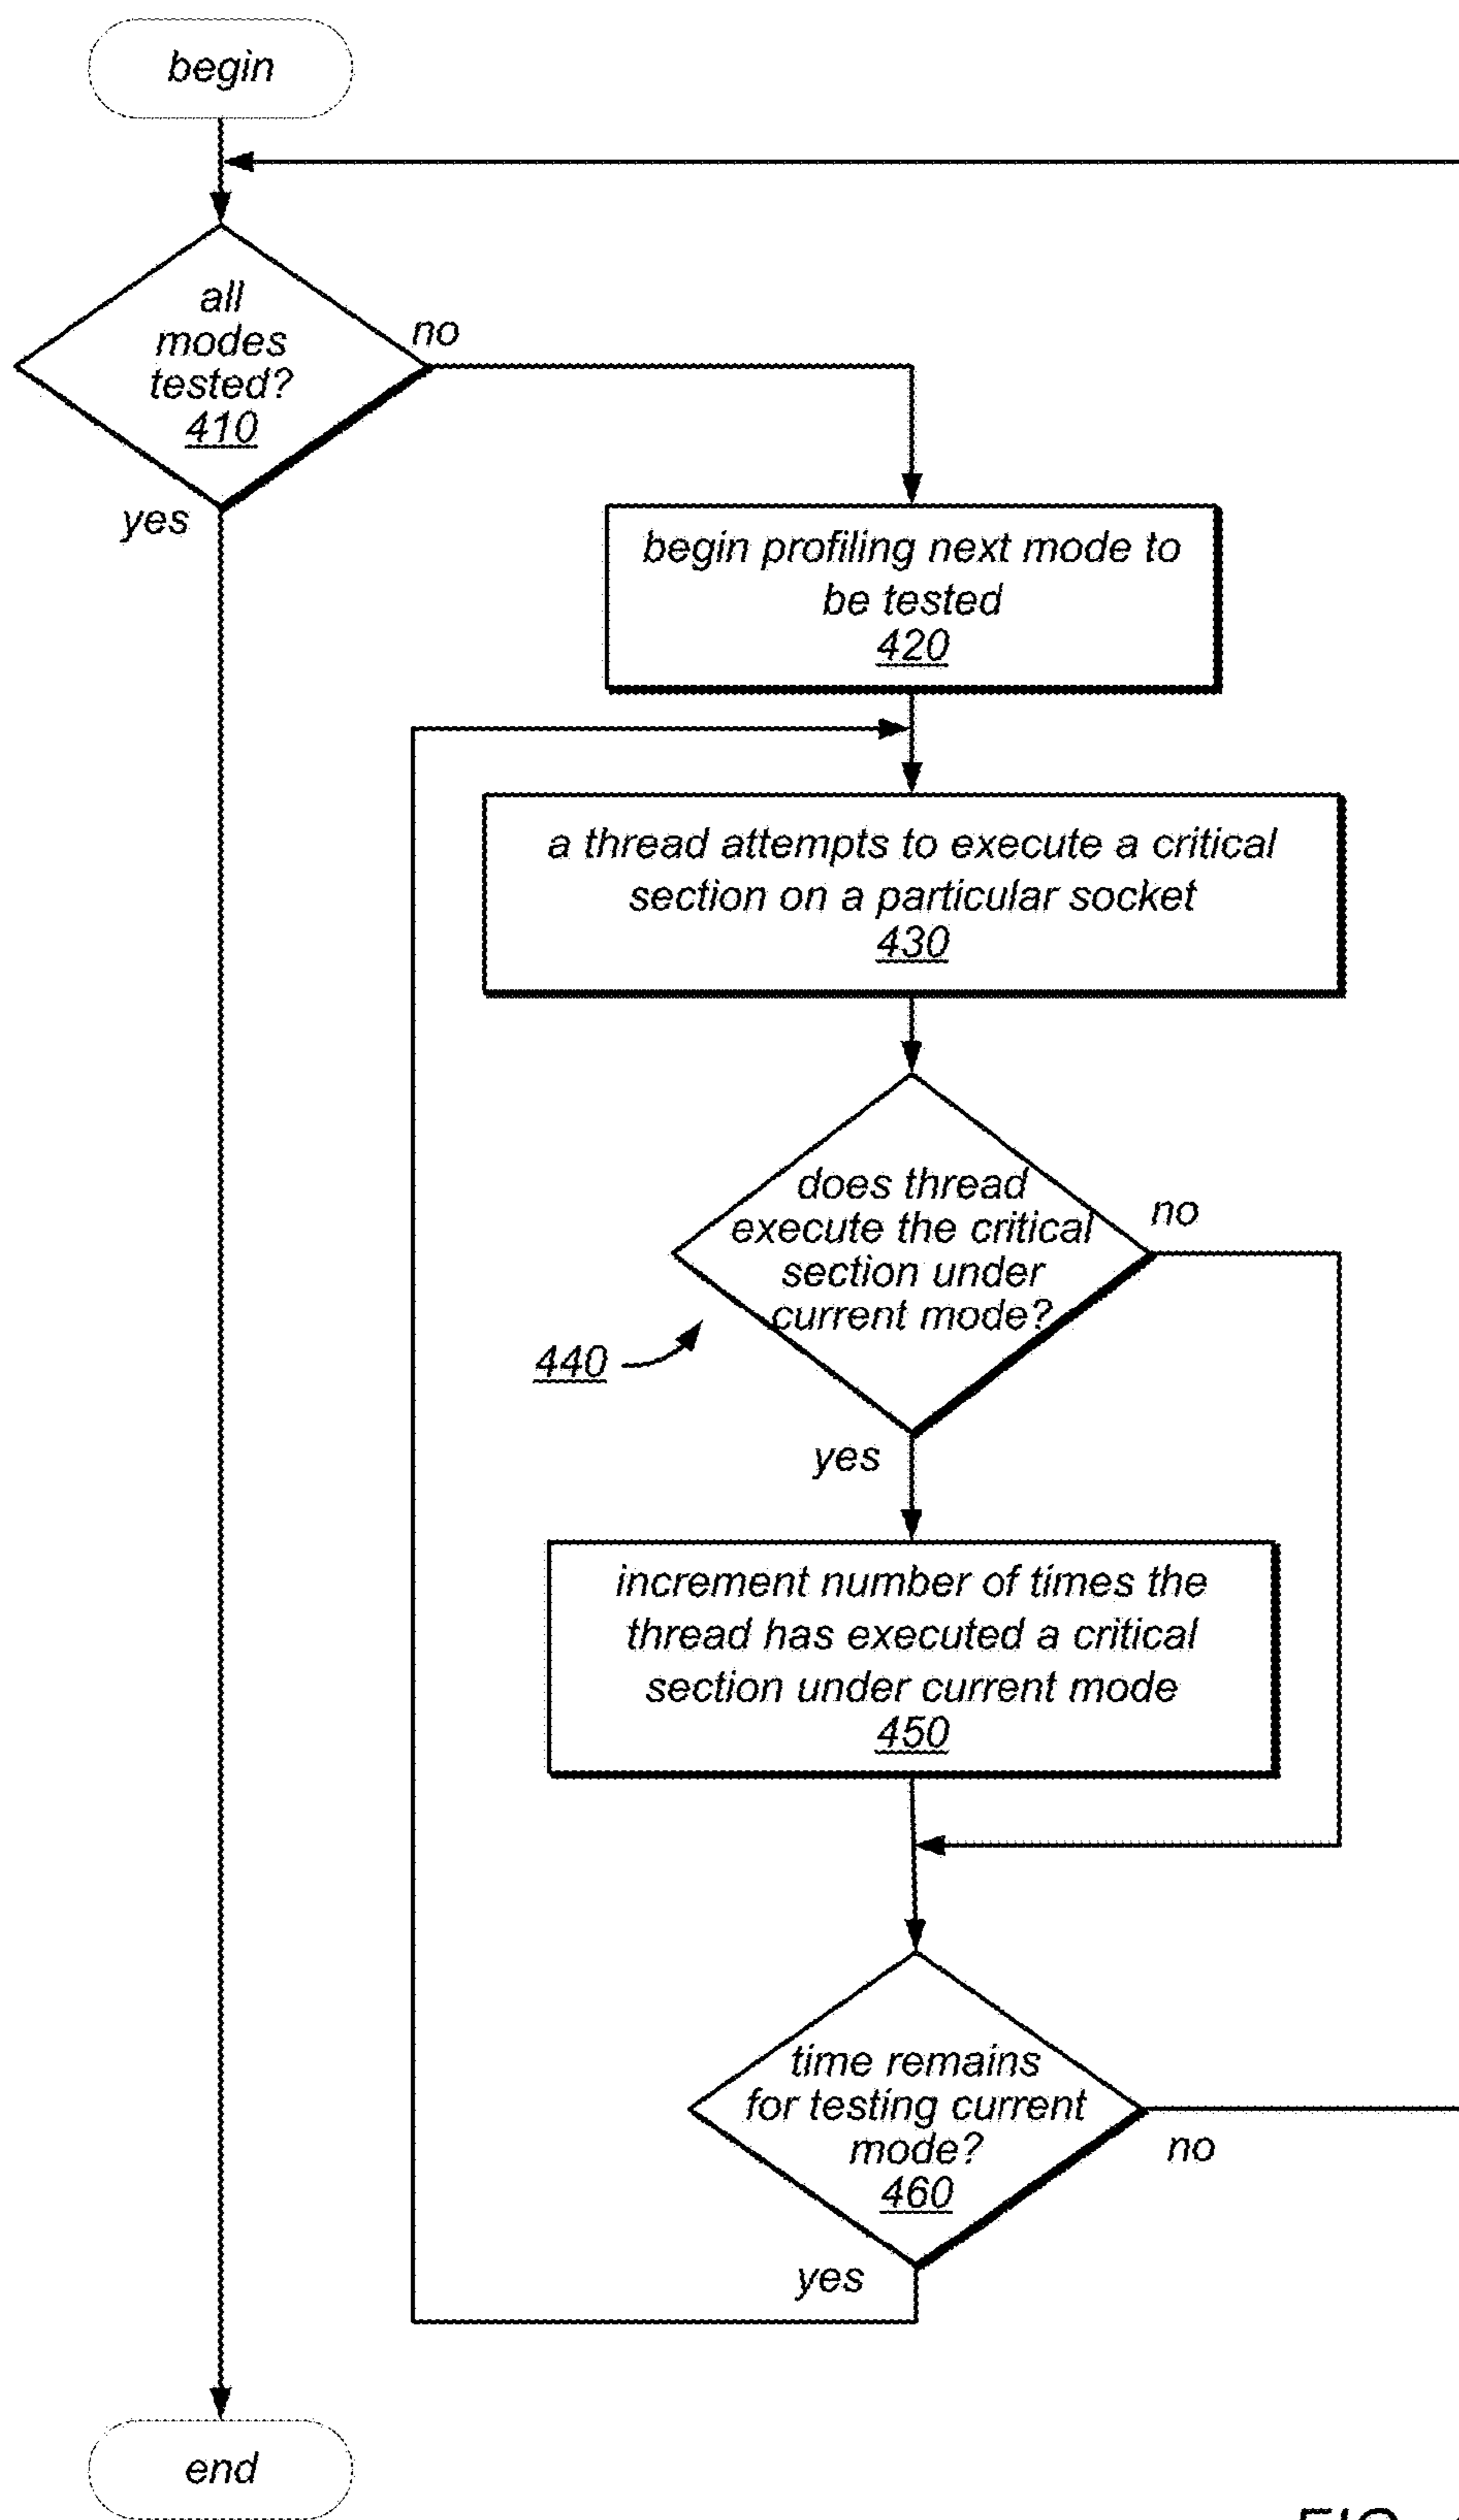 begin
all
modes
tested?
410
no
yes
begin profiling next mode to
be tested
420
a thread attempts to execute a critical
section on a particular socket
430
does thread
execute the critical
section under
current mode?
440
no
yes
increment number of times the
thread has executed a critical
section under current mode
450
time remains
for testing current
mode?
460
no
yes
end